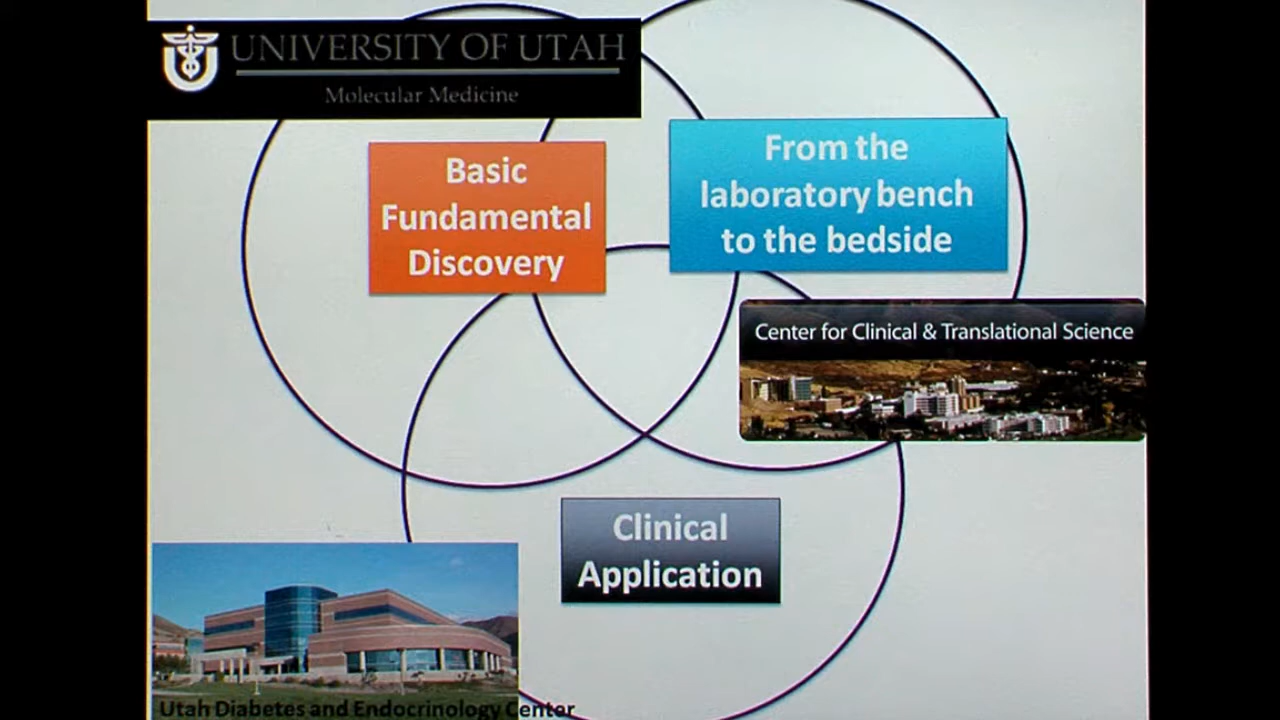 UNIVERSITY OF UTAH
Molecular Medicine
Basic
Fundamental
Discovery
From the
laboratory bench
to the bedside
Center for Clinical & Translational Science
Clinical
Application
Utah Diabetes and Endocrinology Center